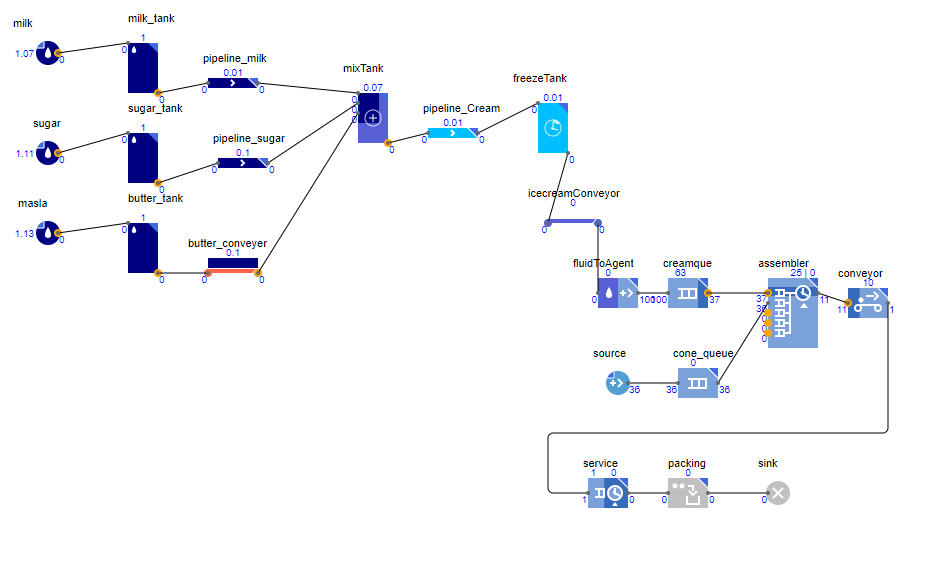 milk
milk_tank
1
1.07
0
0
0
pipeline_milk
0.01
0
0
sugar
sugar_tank
1
1.11
0
0
0
pipeline_sugar
0.1
0
0
masla
butter_tank
1
1.13
0
0
0
butter_conveyer
0.1
0
0
mixTank
0.07
0
0
0
0
pipeline_Cream
0.01
0
0
freezeTank
0.01
0
0
icecreamConveyor
0
0
0
fluidToAgent
0
0
100
creamque
63
100
37
assembler
25 | 0
37
36
0
0
0
11
conveyor
10
11
1
source
36
cone_queue
0
36
36
service
1 0
1
0
packing
0
0
0
sink
0